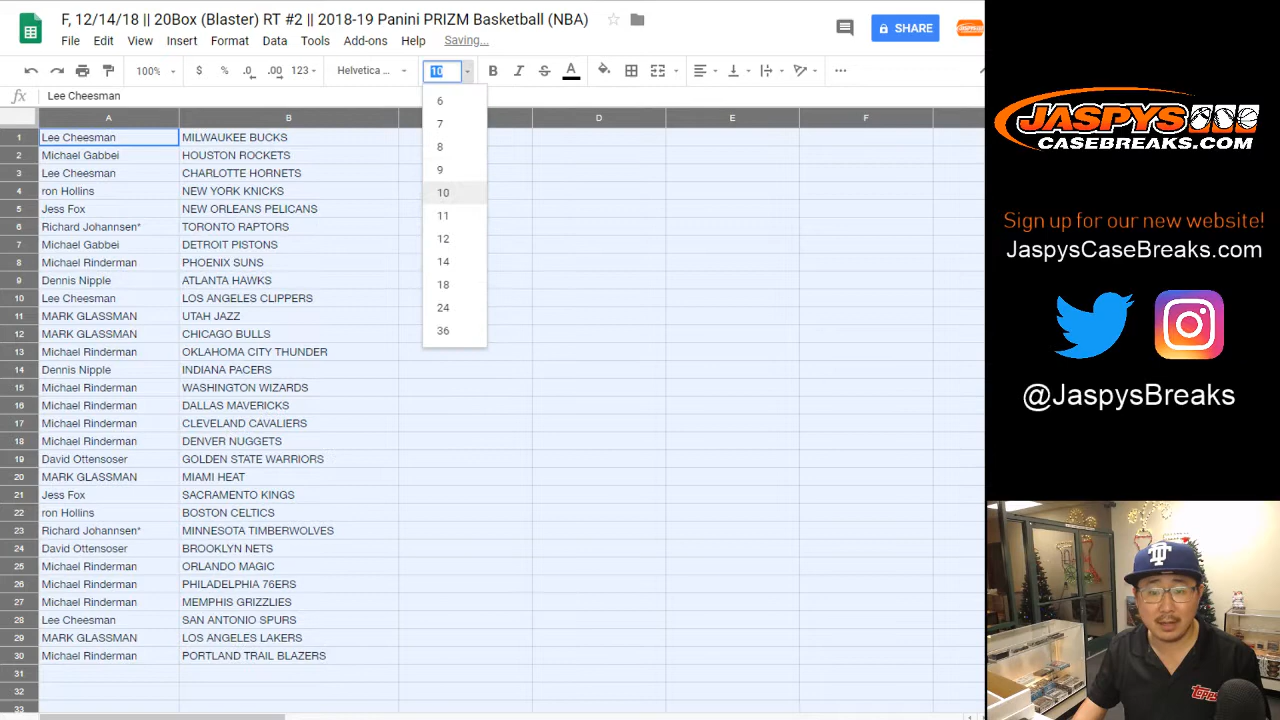 F, 12/14/18 || 20Box (Blaster) RT #2 || 2018-19 Panini PRIZM Basketball (NBA)
SHARE
File Edit View Insert Format Data Tools Add-ons Help Saving...
100% $ % .0 .00 123 Helvetica ... 10 B I S A
fx Lee Cheesman
A B D E F
1 Lee Cheesman MILWAUKEE BUCKS
2 Michael Gabbei HOUSTON ROCKETS
3 Lee Cheesman CHARLOTTE HORNETS
4 ron Hollins NEW YORK KNICKS
5 Jess Fox NEW ORLEANS PELICANS
6 Richard Johannsen* TORONTO RAPTORS
7 Michael Gabbei DETROIT PISTONS
8 Michael Rinderman PHOENIX SUNS
9 Dennis Nipple ATLANTA HAWKS
10 Lee Cheesman LOS ANGELES CLIPPERS
11 MARK GLASSMAN UTAH JAZZ
12 MARK GLASSMAN CHICAGO BULLS
13 Michael Rinderman OKLAHOMA CITY THUNDER
14 Dennis Nipple INDIANA PACERS
15 Michael Rinderman WASHINGTON WIZARDS
16 Michael Rinderman DALLAS MAVERICKS
17 Michael Rinderman CLEVELAND CAVALIERS
18 Michael Rinderman DENVER NUGGETS
19 David Ottensoser GOLDEN STATE WARRIORS
20 MARK GLASSMAN MIAMI HEAT
21 Jess Fox SACRAMENTO KINGS
22 ron Hollins BOSTON CELTICS
23 Richard Johannsen* MINNESOTA TIMBERWOLVES
24 David Ottensoser BROOKLYN NETS
25 Michael Rinderman ORLANDO MAGIC
26 Michael Rinderman PHILADELPHIA 76ERS
27 Michael Rinderman MEMPHIS GRIZZLIES
28 Lee Cheesman SAN ANTONIO SPURS
29 MARK GLASSMAN LOS ANGELES LAKERS
30 Michael Rinderman PORTLAND TRAIL BLAZERS
31
32
33
6
7
8
9
10
11
12
14
18
24
36
JASPYS
CASEBREAKS.COM
Sign up for our new website!
JaspysCaseBreaks.com
@JaspysBreaks
TOPPS